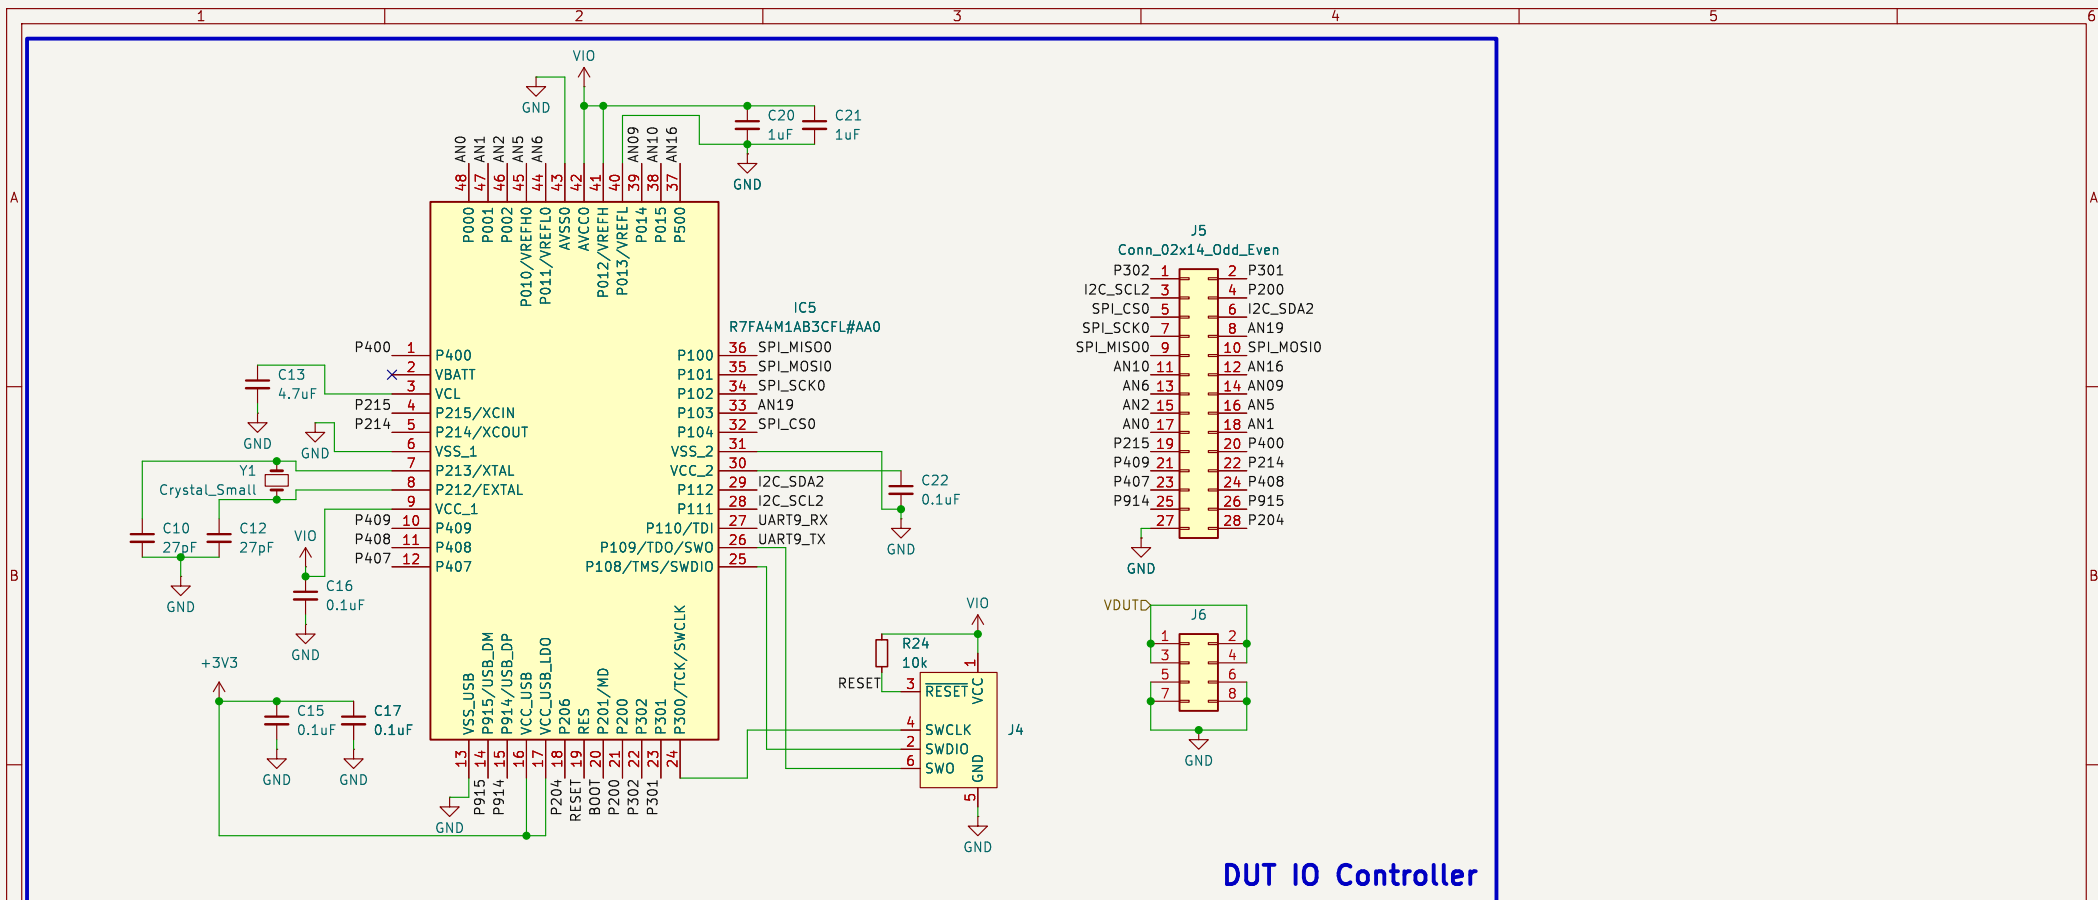 1 2 3 4 5 6
A A
B B
VIO
GND
C20
1uF
C21
1uF
GND
AN0 AN1 AN2 AN5 AN6 AN09 AN10 AN16
48 47 46 45 44 43 42 41 40 39 38 37
P000 P001 P002 P010/VREFH0 P011/VREFL0 AVSS0 AVCC0 P012/VREFH P013/VREFL P014 P015 P500
IC5
R7FA4M1AB3CFL#AA0
P400 1 P400
2 VBATT
3 VCL
P215 4 P215/XCIN
P214 5 P214/XCOUT
6 VSS_1
7 P213/XTAL
8 P212/EXTAL
9 VCC_1
P409 10 P409
P408 11 P408
P407 12 P407
P100 36 SPI_MISO0
P101 35 SPI_MOSI0
P102 34 SPI_SCK0
P103 33 AN19
P104 32 SPI_CS0
VSS_2 31
VCC_2 30
P112 29 I2C_SDA2
P111 28 I2C_SCL2
P110/TDI 27 UART9_RX
P109/TDO/SWO 26 UART9_TX
P108/TMS/SWDIO 25
VSS_USB P915/USB_DM P914/USB_DP VCC_USB VCC_USB_LDO P206 RES P201/MD P200 P302 P301 P300/TCK/SWCLK
13 14 15 16 17 18 19 20 21 22 23 24
P915 P914 P204 RESET BOOT P200 P302 P301
GND
C13
4.7uF
GND
GND
Y1
Crystal_Small
C10
27pF
C12
27pF
GND
VIO
C16
0.1uF
GND
+3V3
C15
0.1uF
C17
0.1uF
GND
GND
C22
0.1uF
GND
VIO
R24
10k
RESET
1 VCC
3 RESET
4 SWCLK
2 SWDIO
6 SWO
5 GND
J4
GND
J5
Conn_02x14_Odd_Even
P302 1 2 P301
I2C_SCL2 3 4 P200
SPI_CS0 5 6 I2C_SDA2
SPI_SCK0 7 8 AN19
SPI_MISO0 9 10 SPI_MOSI0
AN10 11 12 AN16
AN6 13 14 AN09
AN2 15 16 AN5
AN0 17 18 AN1
P215 19 20 P400
P409 21 22 P214
P407 23 24 P408
P914 25 26 P915
27 28 P204
GND
VDUT
J6
1 2
3 4
5 6
7 8
GND
DUT IO Controller